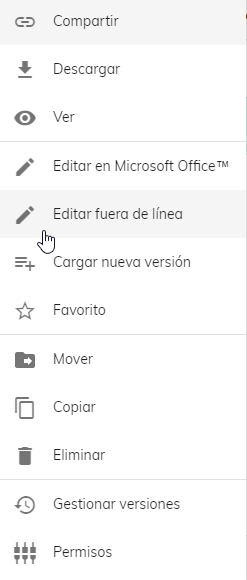 Compartir
Descargar
Ver
Editar en Microsoft Office™
Editar fuera de línea
Cargar nueva versión
Favorito
Mover
Copiar
Eliminar
Gestionar versiones
Permisos